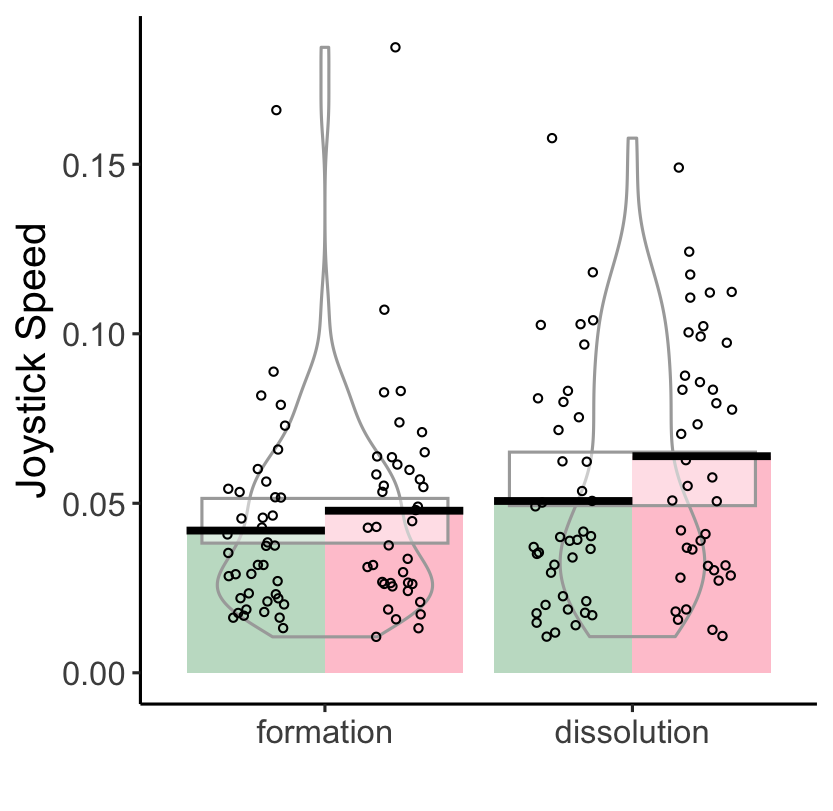 Joystick Speed
0.15
0.10
0.05
0.00
formation
dissolution